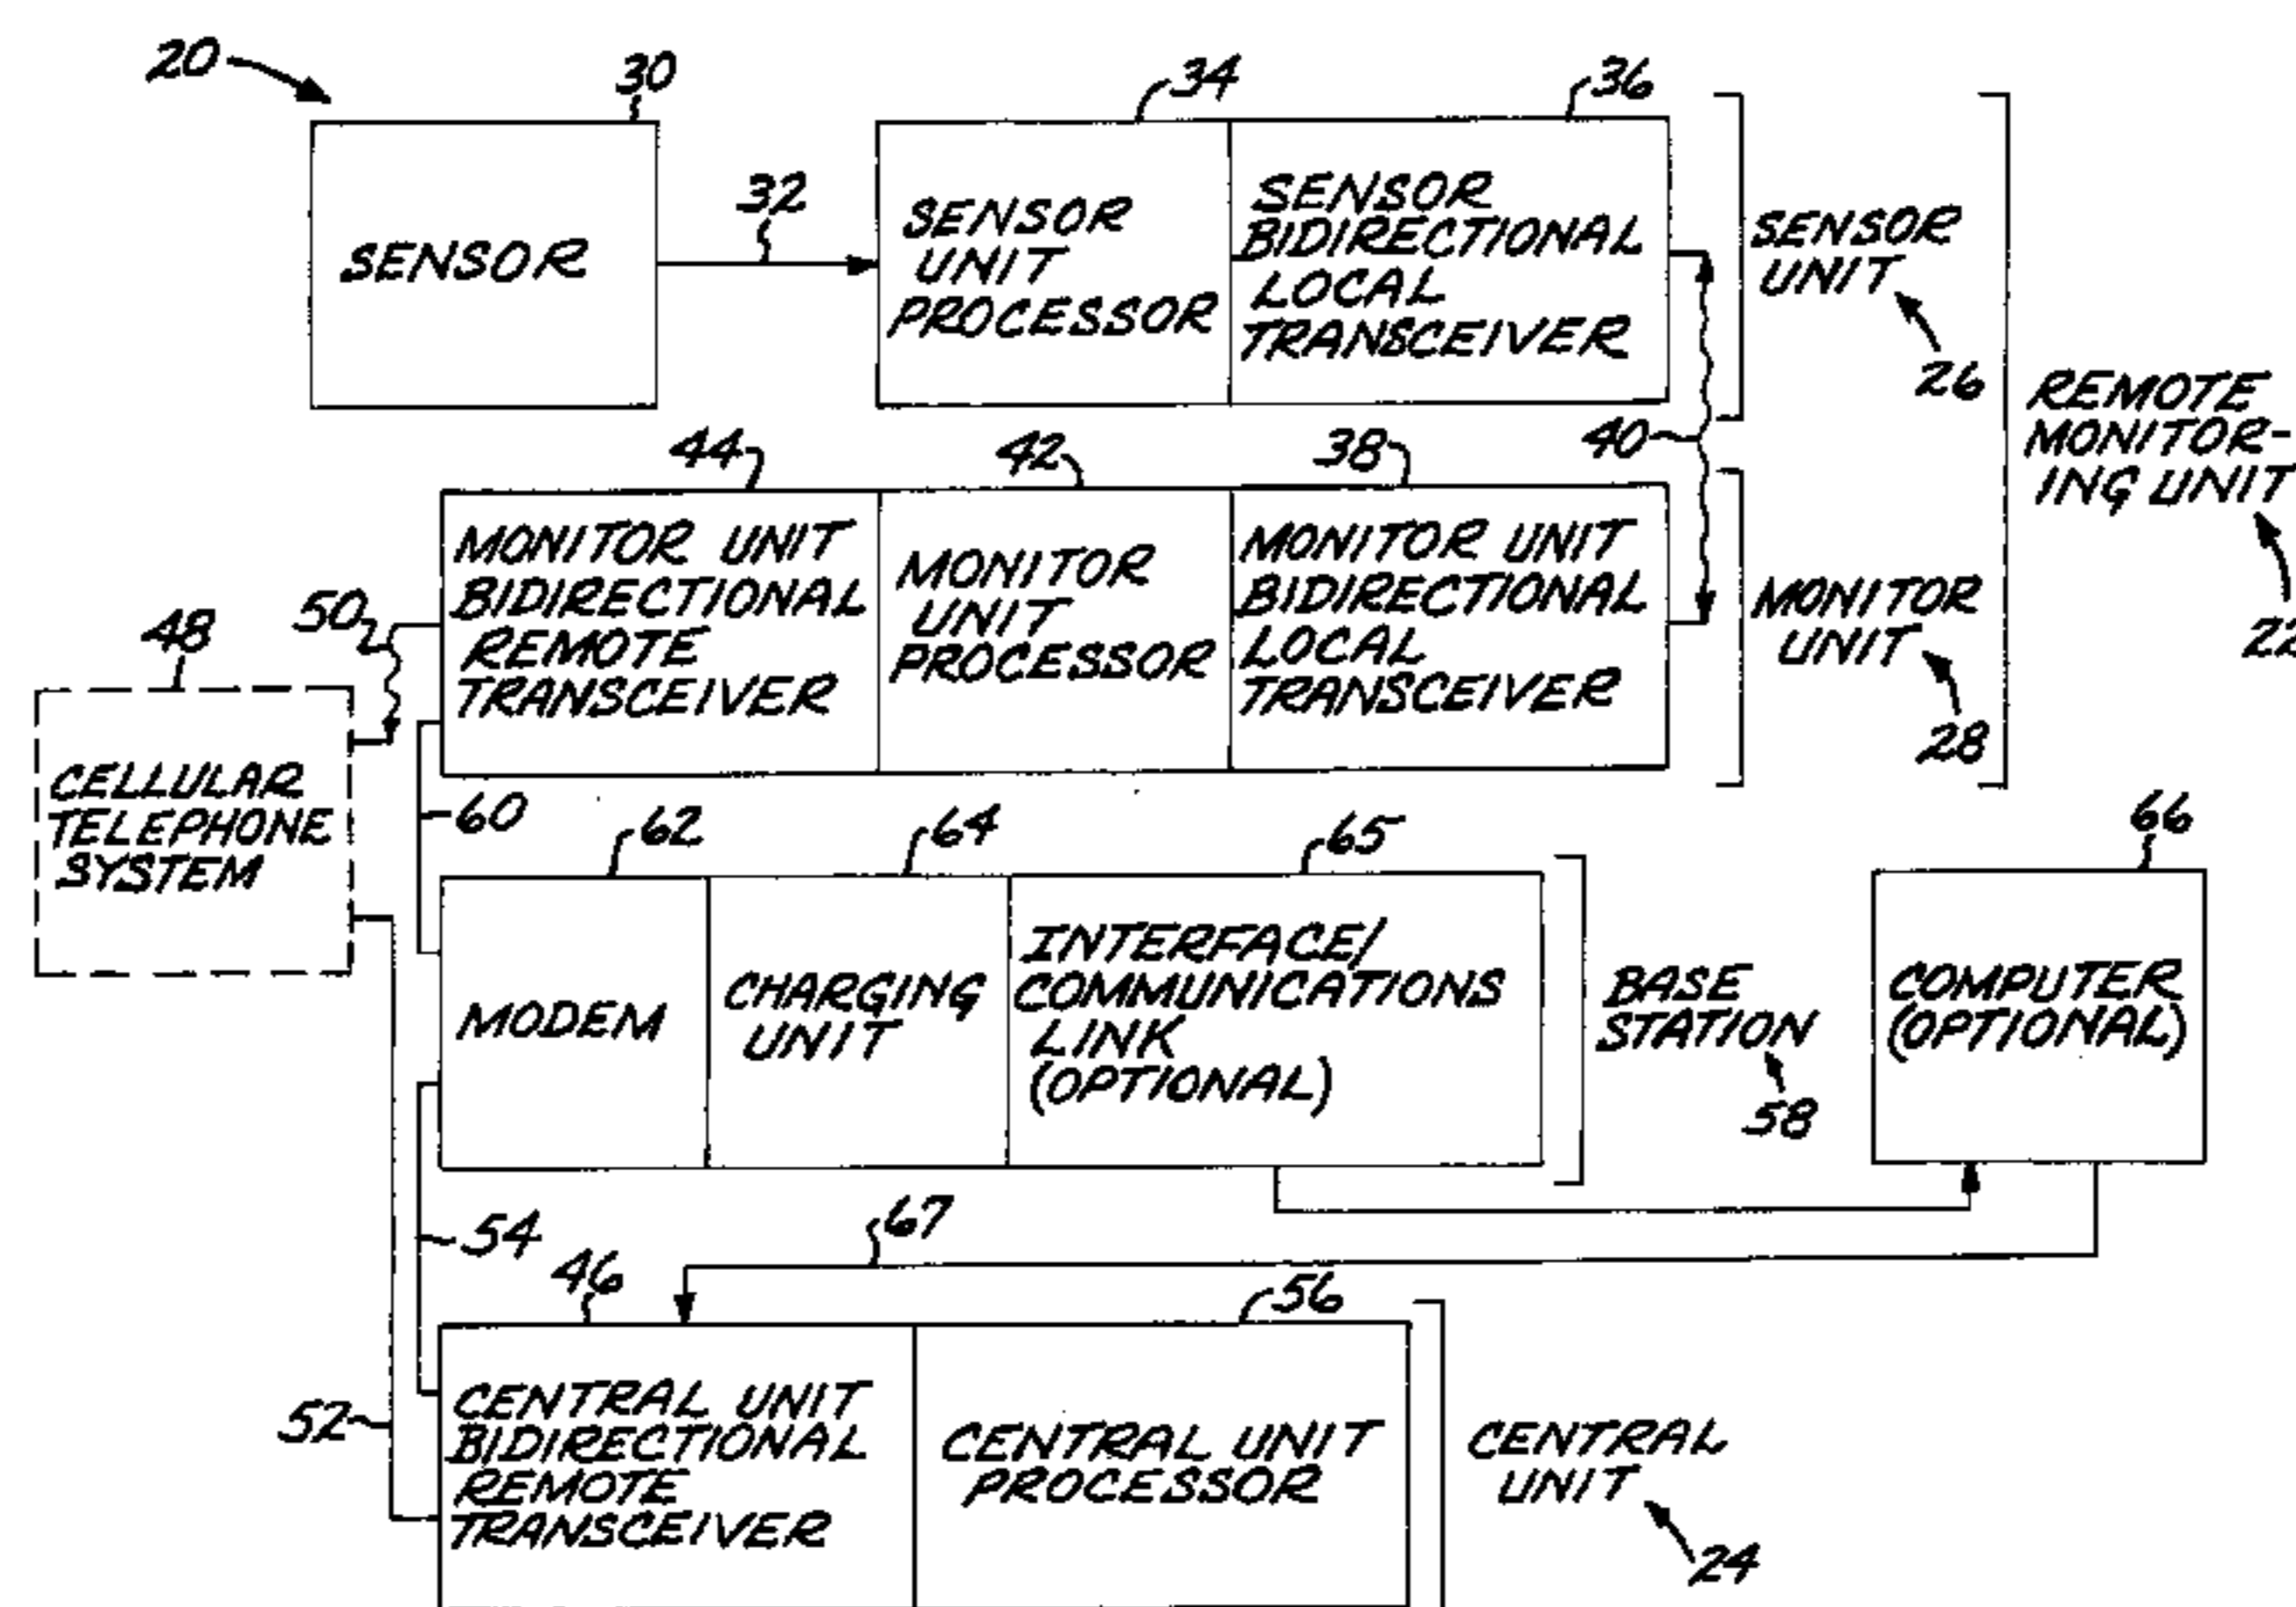 20
30
34
36
32
SENSOR
SENSOR
UNIT
PROCESSOR
SENSOR
BIDIRECTIONAL
LOCAL
TRANSCEIVER
SENSOR
UNIT
26
REMOTE
MONITOR-
ING UNIT
22
44
42
38
40
MONITOR UNIT
BIDIRECTIONAL
REMOTE
TRANSCEIVER
MONITOR
UNIT
PROCESSOR
MONITOR UNIT
BIDIRECTIONAL
LOCAL
TRANSCEIVER
MONITOR
UNIT
28
50
48
CELLULAR
TELEPHONE
SYSTEM
60
62
64
65
66
MODEM
CHARGING
UNIT
INTERFACE/
COMMUNICATIONS
LINK
(OPTIONAL)
BASE
STATION
58
COMPUTER
(OPTIONAL)
54
67
46
56
52
CENTRAL UNIT
BIDIRECTIONAL
REMOTE
TRANSCEIVER
CENTRAL UNIT
PROCESSOR
CENTRAL
UNIT
24